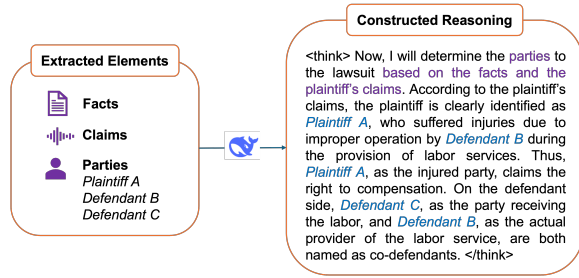 Extracted Elements
Facts
Claims
Parties
Plaintiff A
Defendant B
Defendant C
Constructed Reasoning
<think> Now, I will determine the parties to
the lawsuit based on the facts and the
plaintiff's claims. According to the plaintiff's
claims, the plaintiff is clearly identified as
Plaintiff A, who suffered injuries due to
improper operation by Defendant B during
the provision of labor services. Thus,
Plaintiff A, as the injured party, claims the
right to compensation. On the defendant
side, Defendant C, as the party receiving
the labor, and Defendant B, as the actual
provider of the labor service, are both
named as co-defendants. </think>